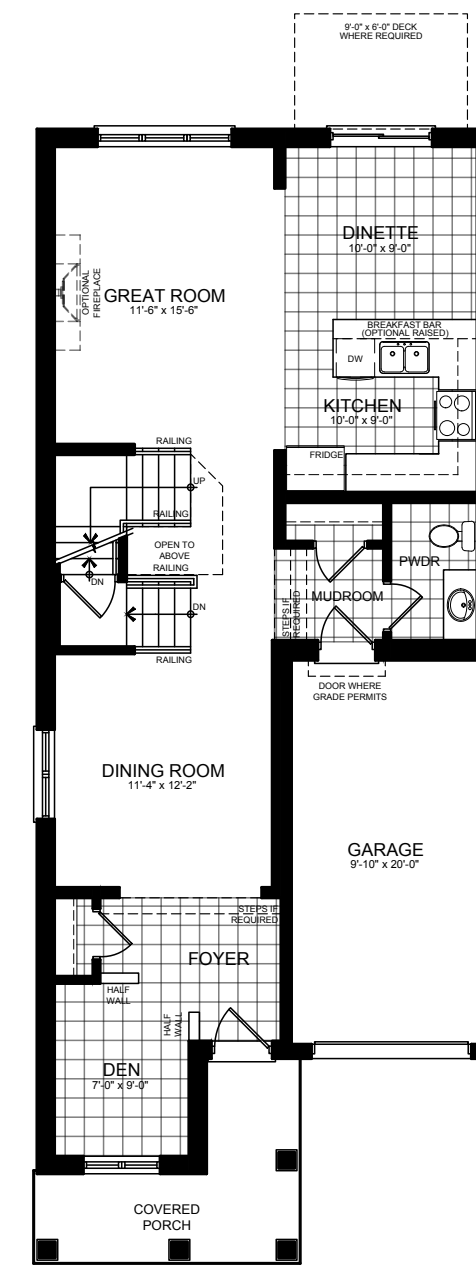 9'-0" x 6'-0" DECK
WHERE REQUIRED
DINETTE
10'-0" x 9'-0"
OPTIONAL
FIREPLACE
GREAT ROOM
11'-6" x 15'-6"
BREAKFAST BAR
(OPTIONAL RAISED)
DW
KITCHEN
10'-0" x 9'-0"
FRIDGE
RAILING
UP
RAILING
OPEN TO
ABOVE
RAILING
DN
DN
RAILING
PWDR
MUDROOM
STEPS IF
REQUIRED
DOOR WHERE
GRADE PERMITS
DINING ROOM
11'-4" x 12'-2"
GARAGE
9'-10" x 20'-0"
STEPS IF
REQUIRED
FOYER
HALF
WALL
HALF
WALL
DEN
7'-0" x 9'-0"
COVERED
PORCH